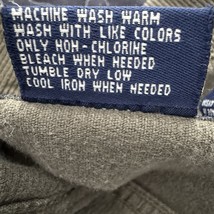 MACHINE WASH WARM
WASH WITH LIKE COLORS
ONLY NON-CHLORINE
BLEACH WHEN NEEDED
TUMBLE DRY LOW
COOL IRON WHEN NEEDED